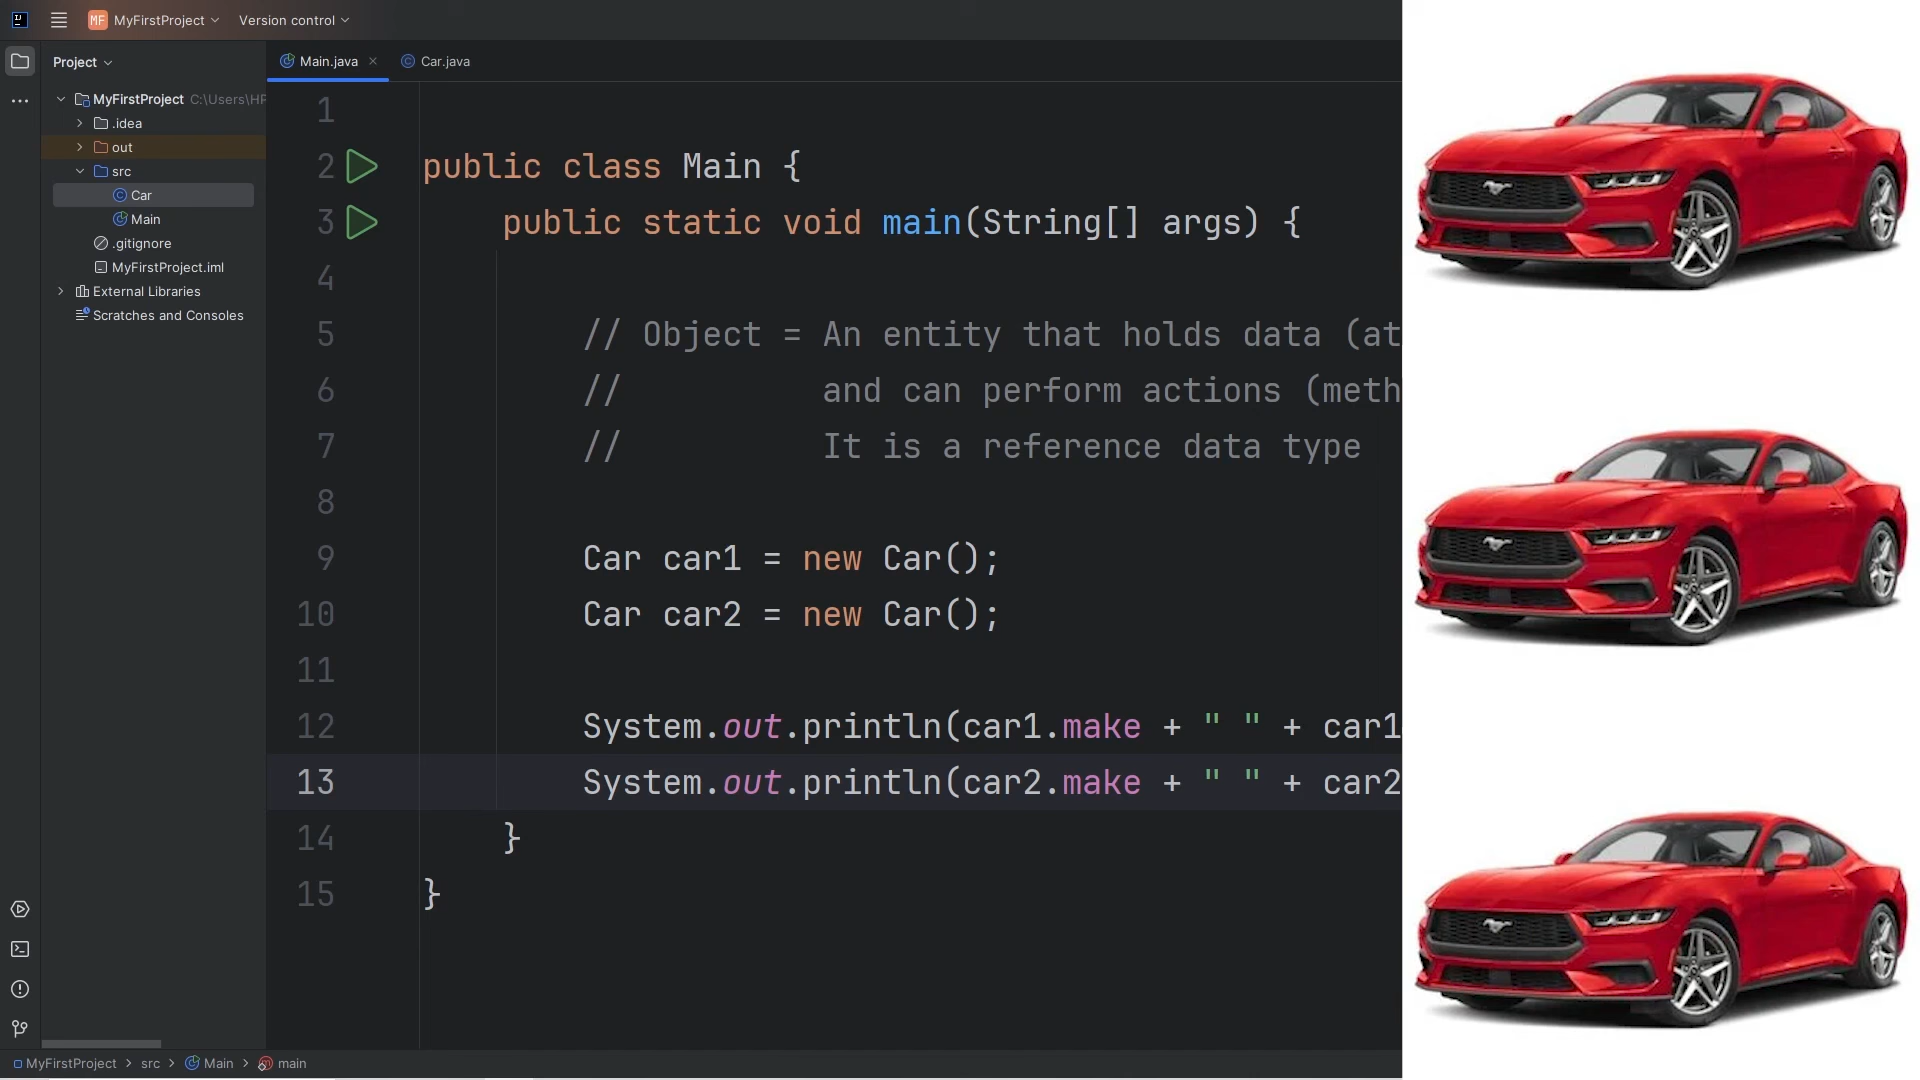 MF MyFirstProject Version control
Project
Main.java Car.java
MyFirstProject C:\Users\HP
.idea
out
src
Car
Main
.gitignore
MyFirstProject.iml
External Libraries
Scratches and Consoles
1
2 public class Main {
3 public static void main(String[] args) {
4
5 // Object = An entity that holds data (at
6 // and can perform actions (meth
7 // It is a reference data type
8
9 Car car1 = new Car();
10 Car car2 = new Car();
11
12 System.out.println(car1.make + " " + car1
13 System.out.println(car2.make + " " + car2
14 }
15 }
MyFirstProject > src > Main > main